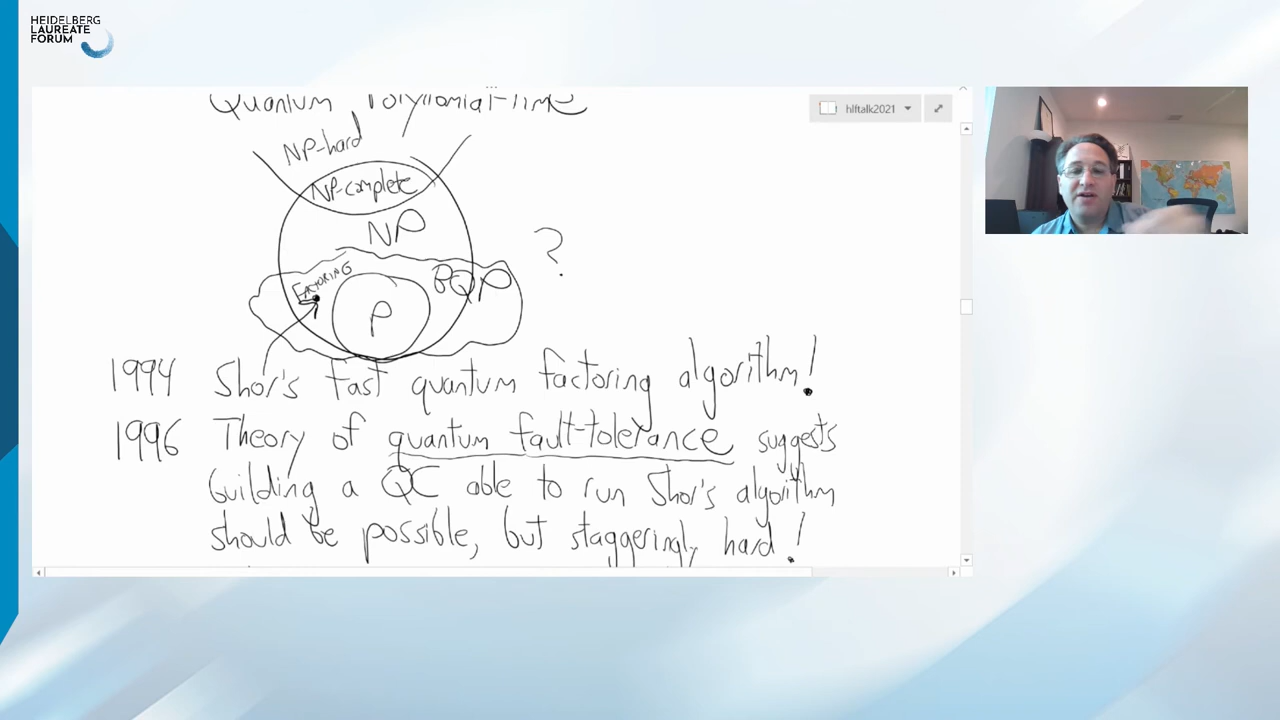 HEIDELBERG
LAUREATE
FORUM
Quantum Polynomial-Time
hlftalk2021
NP-hard
NP-complete
NP
?
FACTORING
BQP
P
1994 Shor's fast quantum factoring algorithm!
1996 Theory of quantum fault-tolerance suggests
building a QC able to run Shor's algorithm
should be possible, but staggeringly hard!